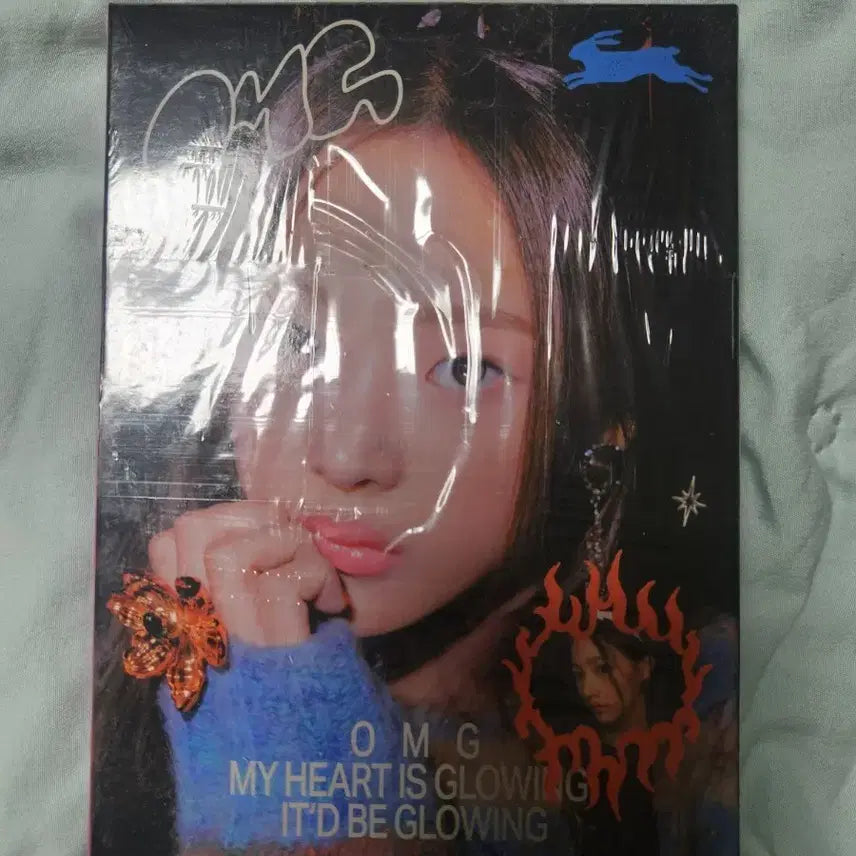 OMG
O M G
MY HEART IS GLOWING
IT'D BE GLOWING